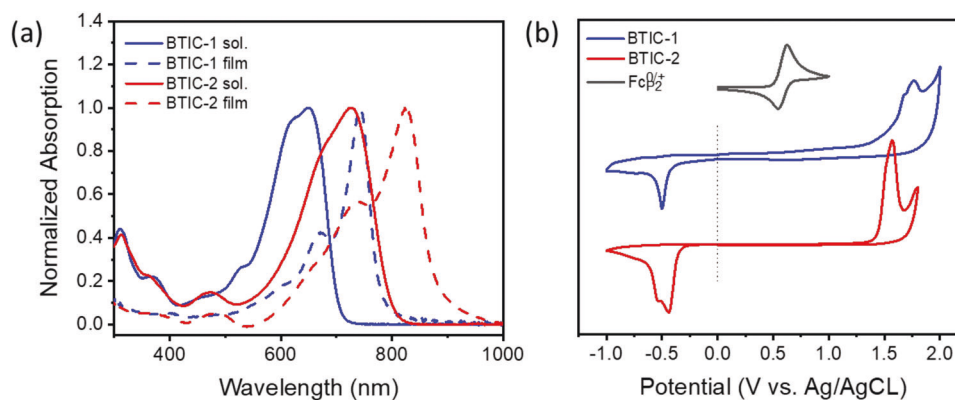 (a)
1.4
1.2
1.0
0.8
0.6
0.4
0.2
0.0
Normalized Absorption
BTIC-1 sol.
BTIC-1 film
BTIC-2 sol.
BTIC-2 film
400
600
800
1000
Wavelength (nm)
(b)
BTIC-1
BTIC-2
-1.0
-0.5
0.0
0.5
1.0
1.5
2.0
Potential (V vs. Ag/AgCL)